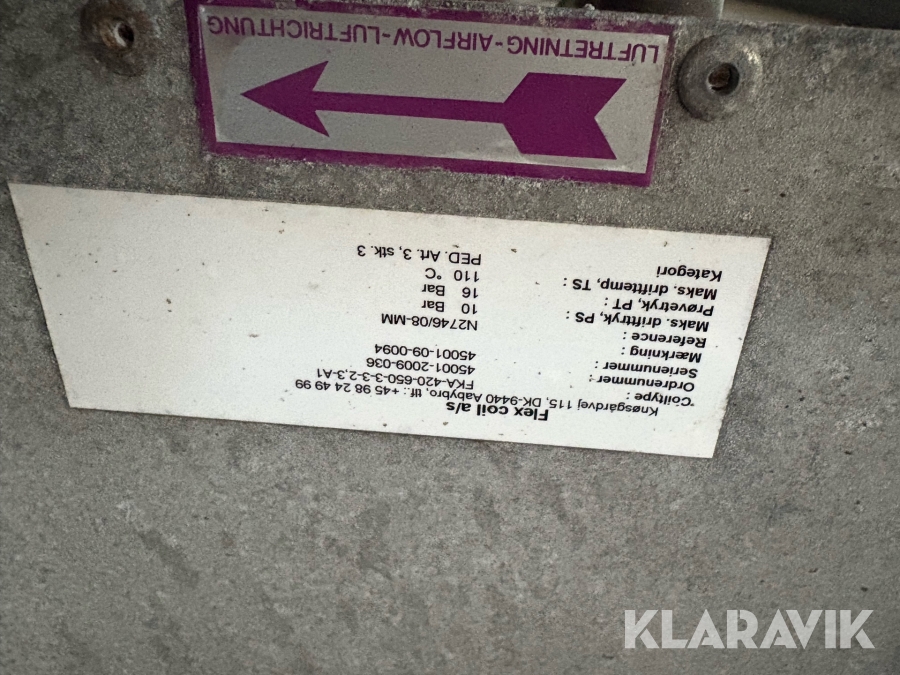 Flex coil a/s
Knøsgårdvej 115, DK-9440 Aabybro, tlf.: +45 98 24 49 99
Coiltype : FKA-420-650-3-3-2,3-A1
Ordrenummer : 45001-2009-036
Serienummer : 45001-09-0094
Mærkning :
Reference : N2746/08-MM
Maks. drifttryk, PS : 10 Bar
Prøvetryk, PT : 16 Bar
Maks. drifttemp, TS : 110 °C
Kategori PED. Art. 3, stk. 3
LUFTRETNING-AIRFLOW-LUFTRICHTUNG
KLARAVIK